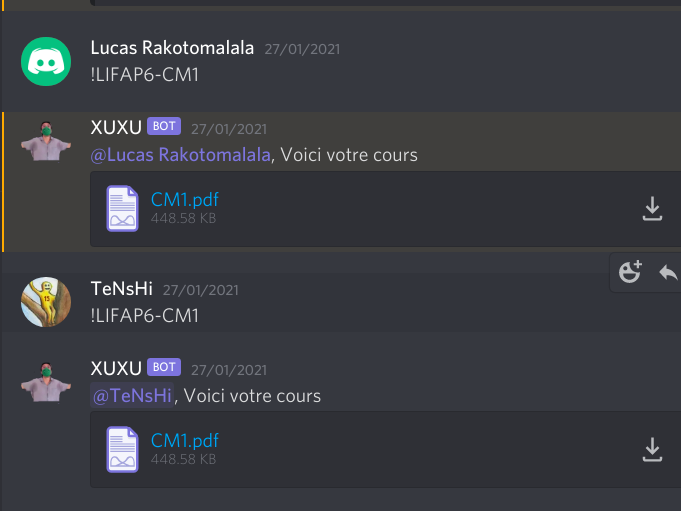 Lucas Rakotomalala 27/01/2021
!LIFAP6-CM1
XUXU BOT 27/01/2021
@Lucas Rakotomalala, Voici votre cours
CM1.pdf
448.58 KB
TeNsHi 27/01/2021
!LIFAP6-CM1
XUXU BOT 27/01/2021
@TeNsHi, Voici votre cours
CM1.pdf
448.58 KB